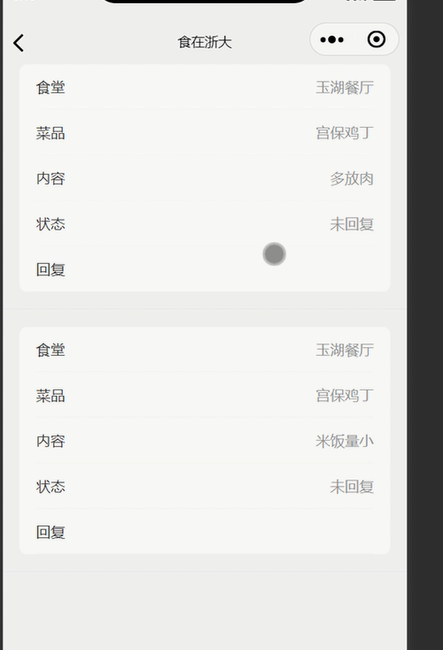 食在浙大
食堂 玉湖餐厅
菜品 宫保鸡丁
内容 多放肉
状态 未回复
回复
食堂 玉湖餐厅
菜品 宫保鸡丁
内容 米饭量小
状态 未回复
回复